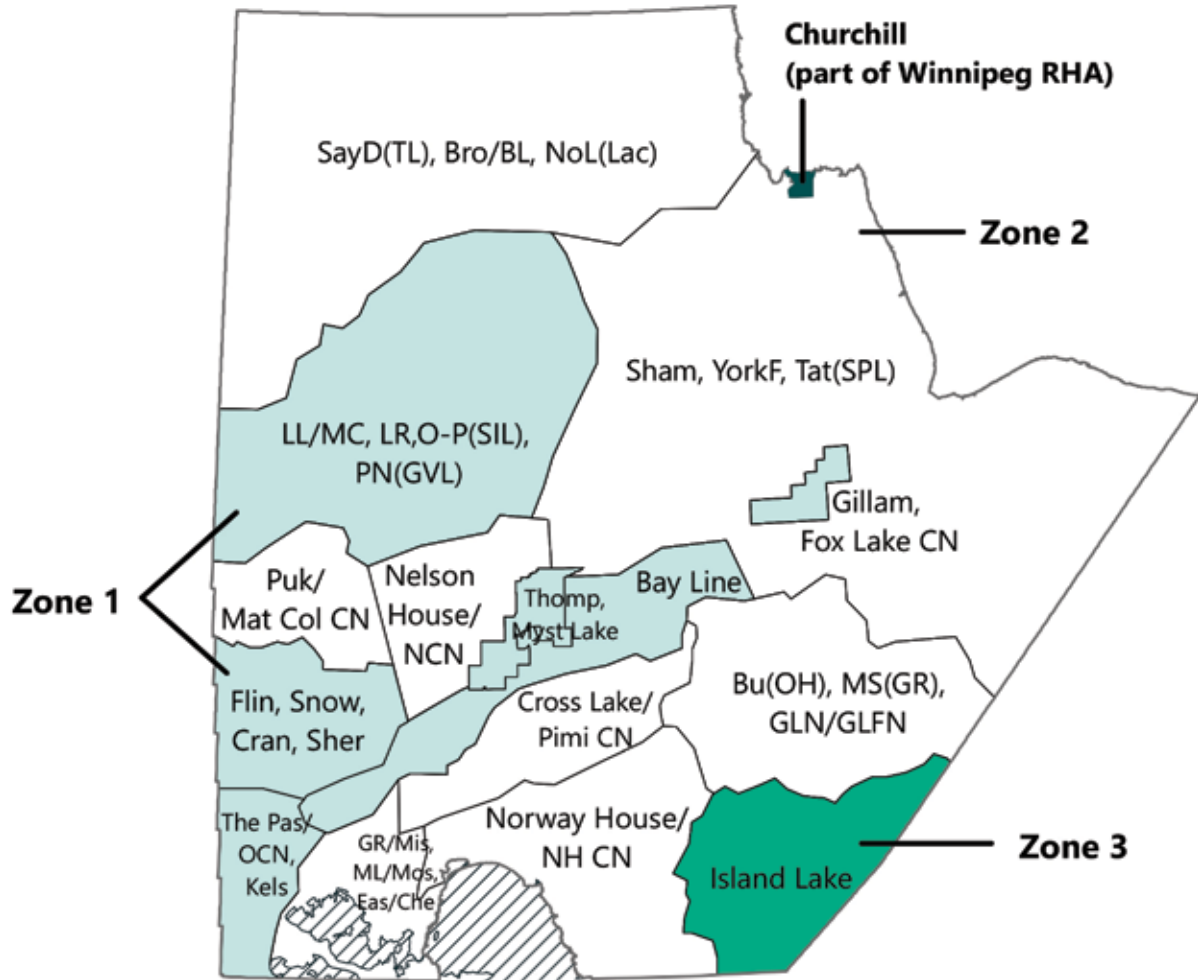 Churchill
(part of Winnipeg RHA)
SayD(TL), Bro/BL, NoL(Lac)
Zone 2
Sham, YorkF, Tat(SPL)
LL/MC, LR,O-P(SIL),
PN(GVL)
Gillam,
Fox Lake CN
Zone 1
Puk/
Mat Col CN
Nelson
House/
NCN
Thomp,
Myst Lake
Bay Line
Flin, Snow,
Cran, Sher
Cross Lake/
Pimi CN
Bu(OH), MS(GR),
GLN/GLFN
The Pas/
OCN,
Kels
GR/Mis,
ML/Mos,
Eas/Che
Norway House/
NH CN
Island Lake
Zone 3